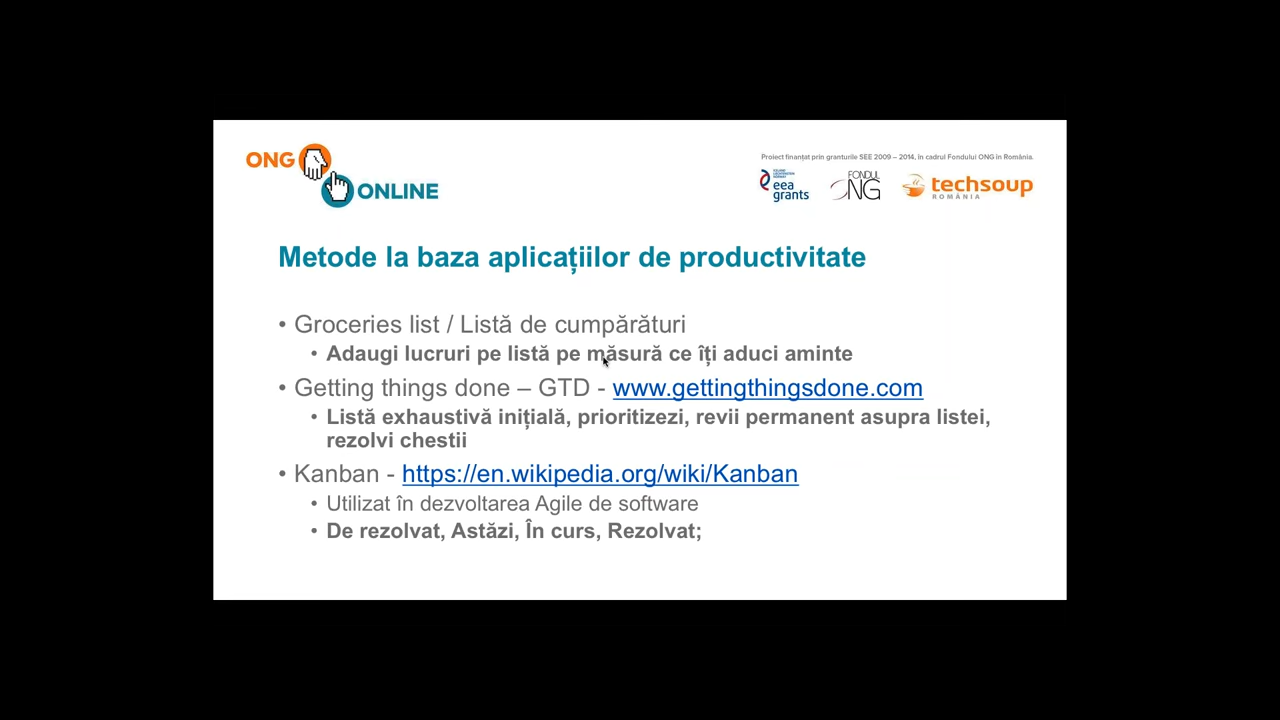 ONG
ONLINE
Proiect finanțat prin granturile SEE 2009 – 2014, în cadrul Fondului ONG în România.
eea
grants
FONDUL
NG
techsoup
ROMÂNIA
Metode la baza aplicațiilor de productivitate
• Groceries list / Listă de cumpărături
• Adaugi lucruri pe listă pe măsură ce îți aduci aminte
• Getting things done – GTD - www.gettingthingsdone.com
• Listă exhaustivă inițială, prioritizezi, revii permanent asupra listei,
rezolvi chestii
• Kanban - https://en.wikipedia.org/wiki/Kanban
• Utilizat în dezvoltarea Agile de software
• De rezolvat, Astăzi, În curs, Rezolvat;